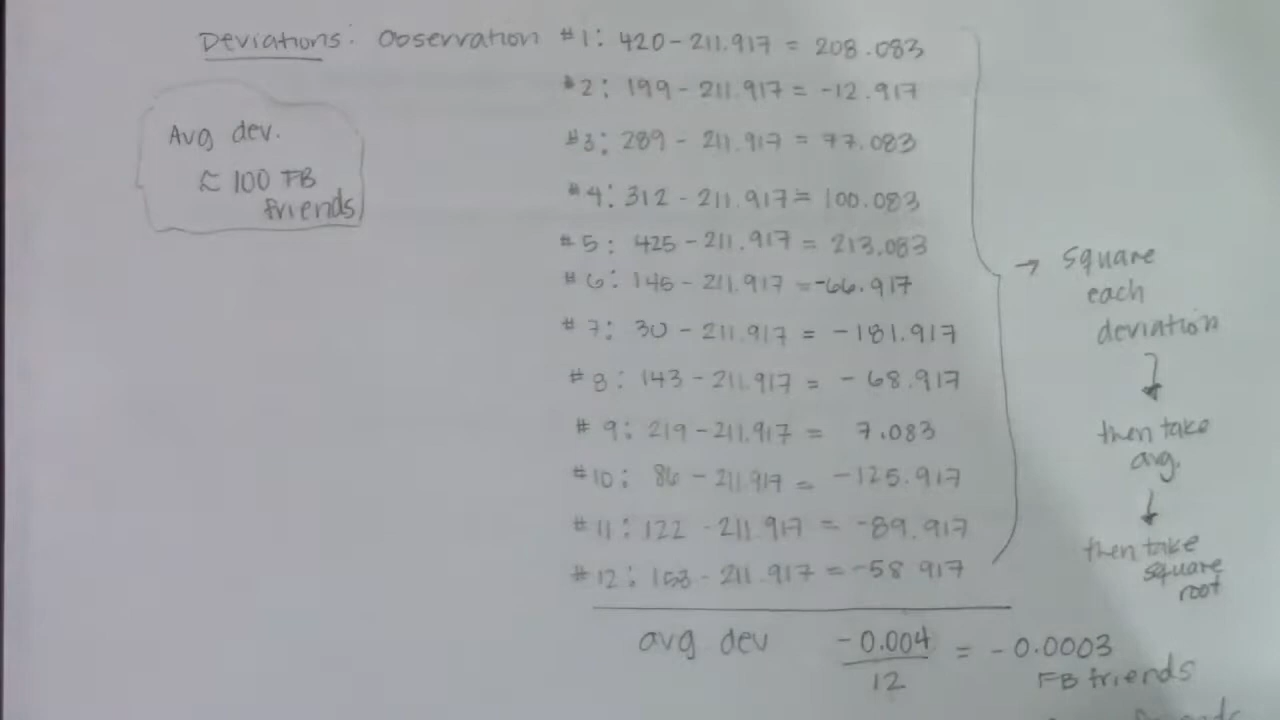 Deviations: Observation #1: 420 - 211.917 = 208.083
#2: 199 - 211.917 = -12.917
#3: 289 - 211.917 = 77.083
#4: 312 - 211.917 = 100.083
#5: 425 - 211.917 = 213.083
#6: 145 - 211.917 = -66.917
#7: 30 - 211.917 = -181.917
#8: 143 - 211.917 = -68.917
#9: 219 - 211.917 = 7.083
#10: 86 - 211.917 = -125.917
#11: 122 - 211.917 = -89.917
#12: 153 - 211.917 = -58 917
avg dev -0.004 / 12 = -0.0003
FB friends
Avg dev.
≈ 100 FB
friends
→ square
each
deviation
↓
then take
avg.
↓
then take
square
root